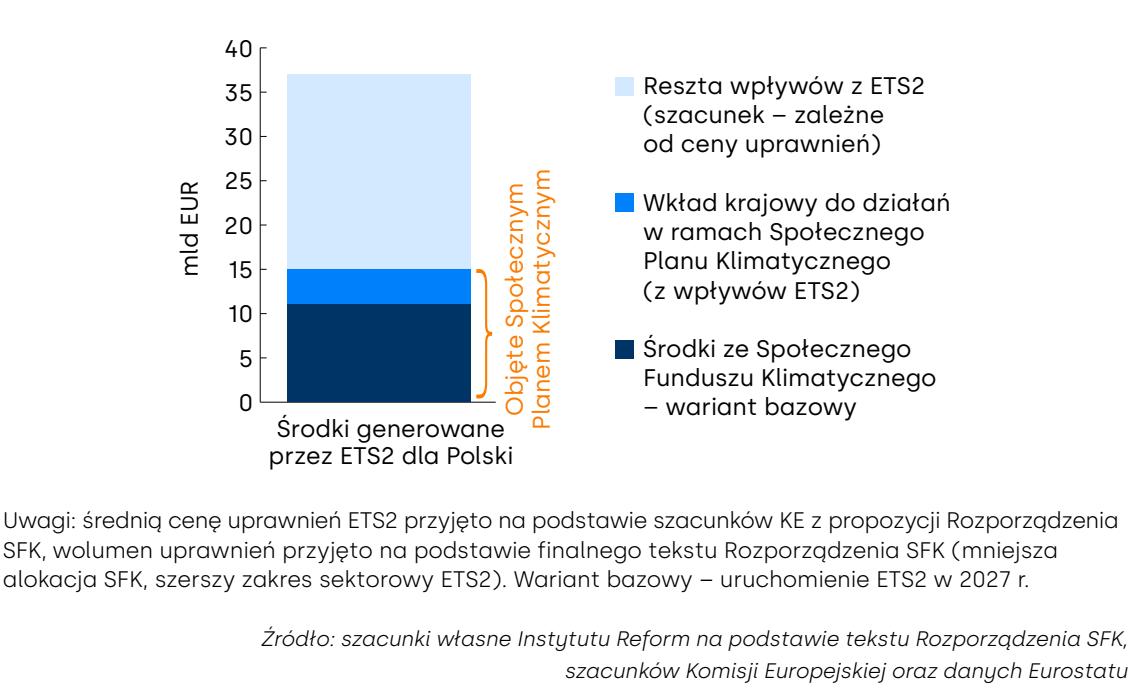 40
35
30
25
20
15
10
5
0
mld EUR
Objęte Społecznym
Planem Klimatycznym
Środki generowane
przez ETS2 dla Polski
Reszta wpływów z ETS2
(szacunek – zależne
od ceny uprawnień)
Wkład krajowy do działań
w ramach Społecznego
Planu Klimatycznego
(z wpływów ETS2)
Środki ze Społecznego
Funduszu Klimatycznego
– wariant bazowy
Uwagi: średnią cenę uprawnień ETS2 przyjęto na podstawie szacunków KE z propozycji Rozporządzenia
SFK, wolumen uprawnień przyjęto na podstawie finalnego tekstu Rozporządzenia SFK (mniejsza
alokacja SFK, szerszy zakres sektorowy ETS2). Wariant bazowy – uruchomienie ETS2 w 2027 r.
Źródło: szacunki własne Instytutu Reform na podstawie tekstu Rozporządzenia SFK,
szacunków Komisji Europejskiej oraz danych Eurostatu